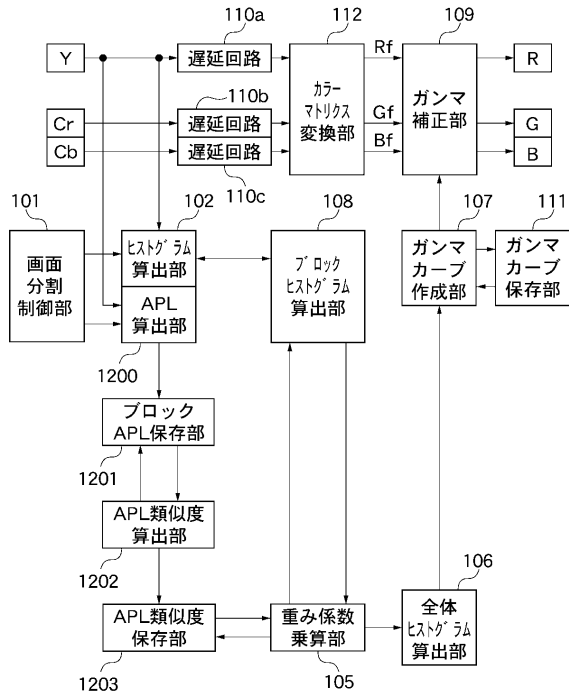 110a
112
109
Y
遅延回路
カラー
マトリクス
変換部
Rf
ガンマ
補正部
R
110b
Cr
遅延回路
Gf
G
Cb
遅延回路
Bf
B
110c
101
102
108
107
111
画面
分割
制御部
ヒストグラム
算出部
ブロック
ヒストグラム
算出部
ガンマ
カーブ
作成部
ガンマ
カーブ
保存部
APL
算出部
1200
ブロック
APL保存部
1201
APL類似度
算出部
1202
106
APL類似度
保存部
1203
重み係数
乗算部
105
全体
ヒストグラム
算出部